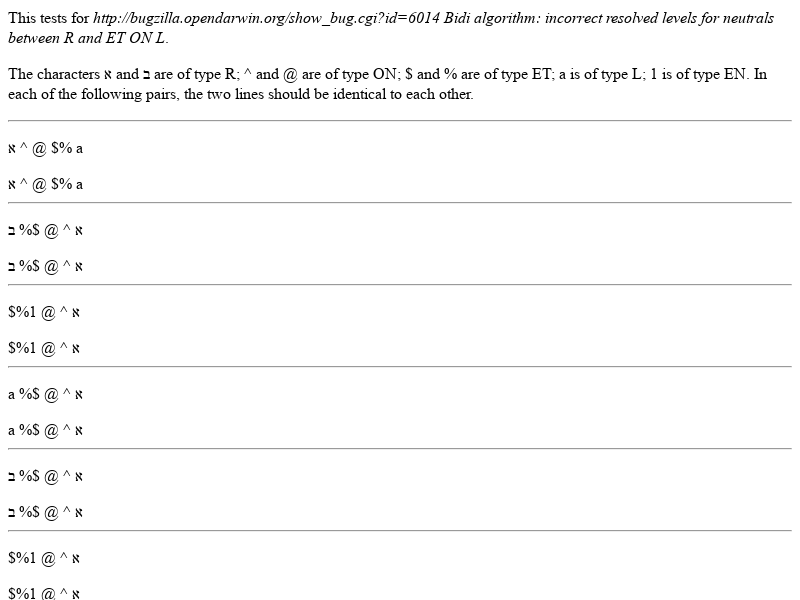 This tests for http://bugzilla.opendarwin.org/show_bug.cgi?id=6014 Bidi algorithm: incorrect resolved levels for neutrals
between R and ET ON L.
The characters א and ב are of type R; ^ and @ are of type ON; $ and % are of type ET; a is of type L; 1 is of type EN. In
each of the following pairs, the two lines should be identical to each other.
א ^ @ $% a
א ^ @ $% a
א ^ @ $% ב
א ^ @ $% ב
א ^ @ $%1
א ^ @ $%1
א ^ @ $% a
א ^ @ $% a
א ^ @ $% ב
א ^ @ $% ב
א ^ @ $%1
א ^ @ $%1